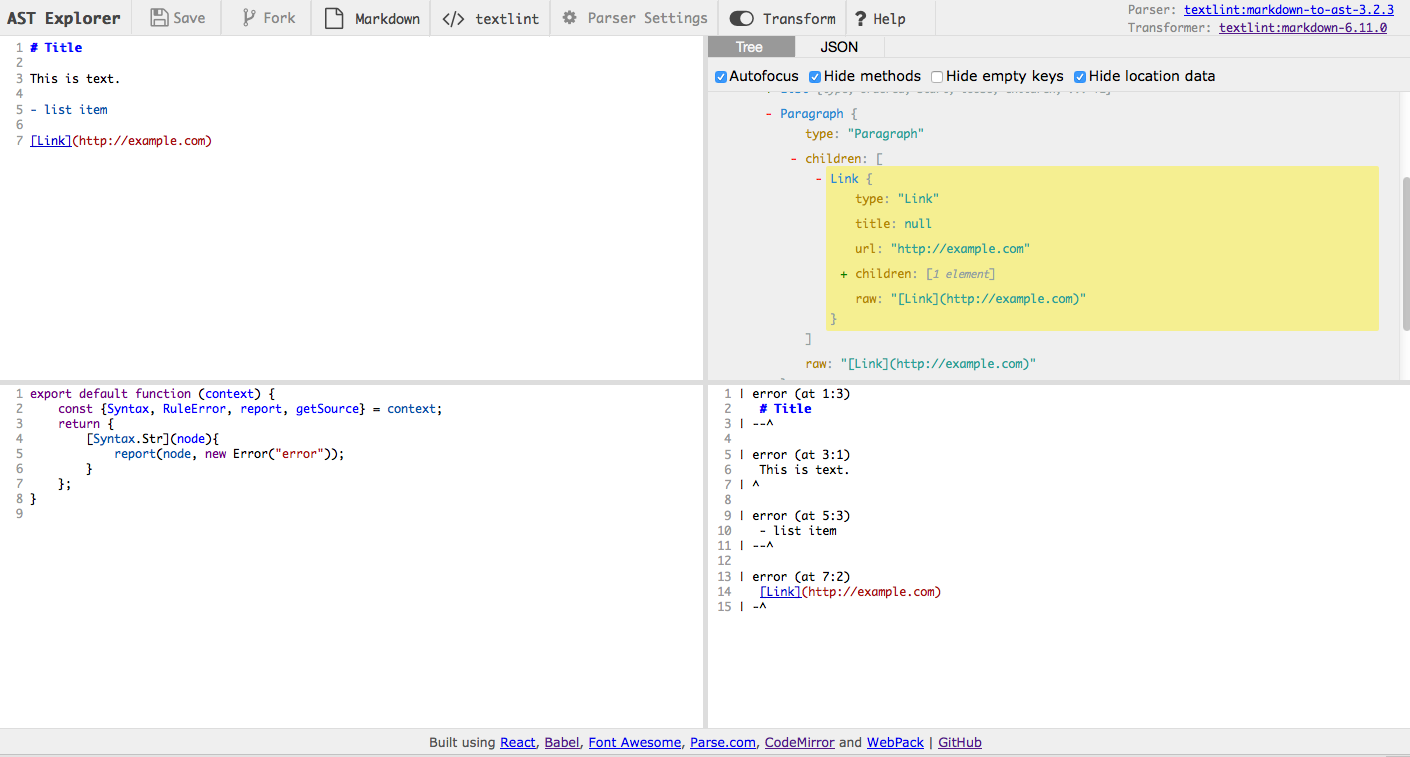 AST Explorer Save Fork Markdown textlint Parser Settings Transform ? Help
Parser: textlint:markdown-to-ast-3.2.3
Transformer: textlint:markdown-6.11.0
1 # Title
2
3 This is text.
4
5 - list item
6
7 [Link](http://example.com)
Tree JSON
Autofocus Hide methods Hide empty keys Hide location data
- Paragraph {
type: "Paragraph"
- children: [
- Link {
type: "Link"
title: null
url: "http://example.com"
+ children: [1 element]
raw: "[Link](http://example.com)"
}
]
raw: "[Link](http://example.com)"
1 export default function (context) {
2 const {Syntax, RuleError, report, getSource} = context;
3 return {
4 [Syntax.Str](node){
5 report(node, new Error("error"));
6 }
7 };
8 }
9
1 | error (at 1:3)
2 # Title
3 | --^
4
5 | error (at 3:1)
6 This is text.
7 | ^
8
9 | error (at 5:3)
10 - list item
11 | --^
12
13 | error (at 7:2)
14 [Link](http://example.com)
15 | -^
Built using React, Babel, Font Awesome, Parse.com, CodeMirror and WebPack | GitHub